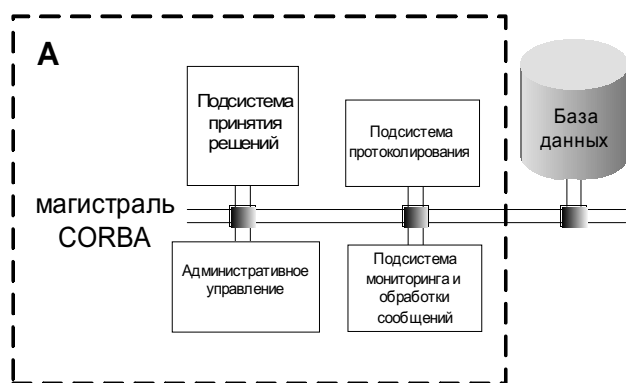 А
Подсистема
принятия
решений
Подсистема
протоколирования
База
данных
магистраль
CORBA
Административное
управление
Подсистема
мониторинга и
обработки
сообщений